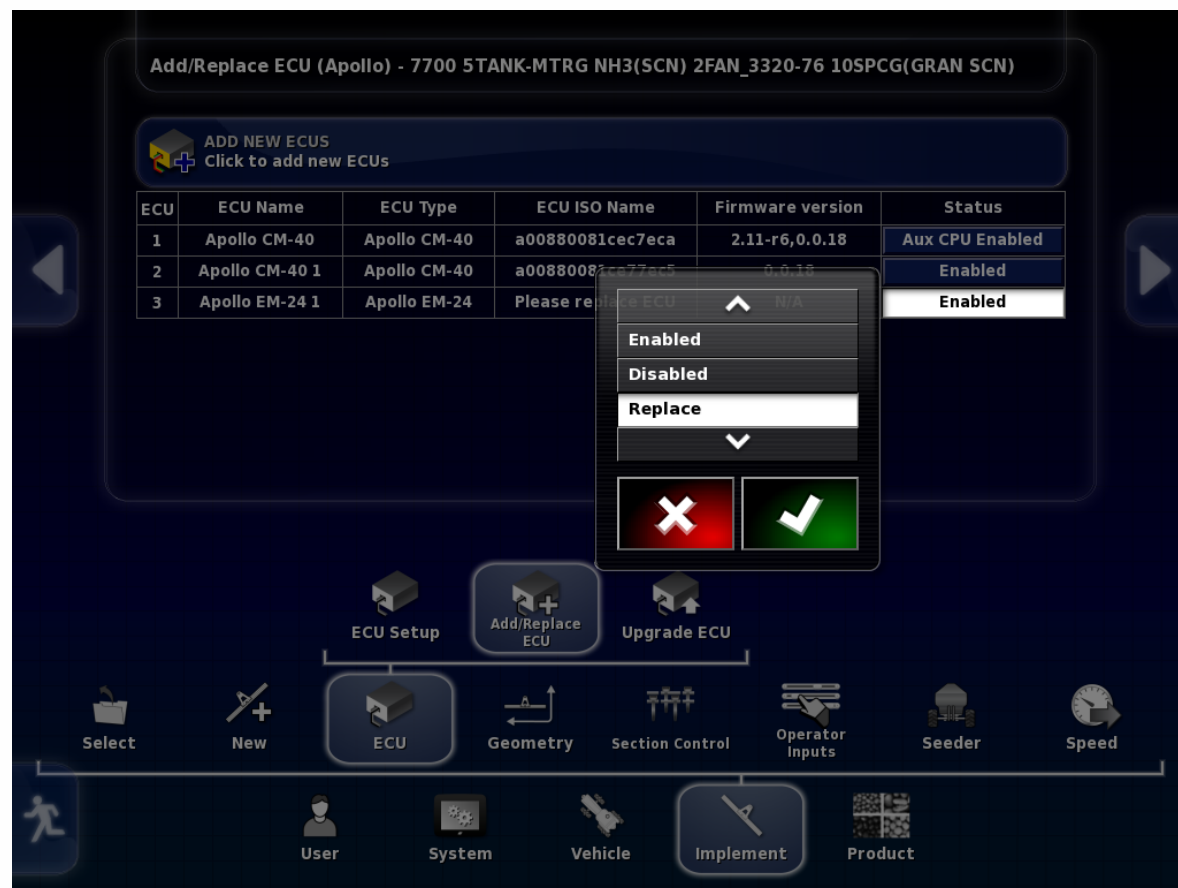 Add/Replace ECU (Apollo) - 7700 5TANK-MTRG NH3(SCN) 2FAN_3320-76 10SPCG(GRAN SCN)
ADD NEW ECUS
Click to add new ECUs
ECU ECU Name ECU Type ECU ISO Name Firmware version Status
1 Apollo CM-40 Apollo CM-40 a00880081cec7eca 2.11-r6,0.0.18 Aux CPU Enabled
2 Apollo CM-40 1 Apollo CM-40 a00880081ce77ec5 0.0.18 Enabled
3 Apollo EM-24 1 Apollo EM-24 Please replace ECU N/A Enabled
Enabled
Disabled
Replace
ECU Setup
Add/Replace
ECU
Upgrade ECU
Select New ECU Geometry Section Control
Operator
Inputs
Seeder Speed
User System Vehicle Implement Product